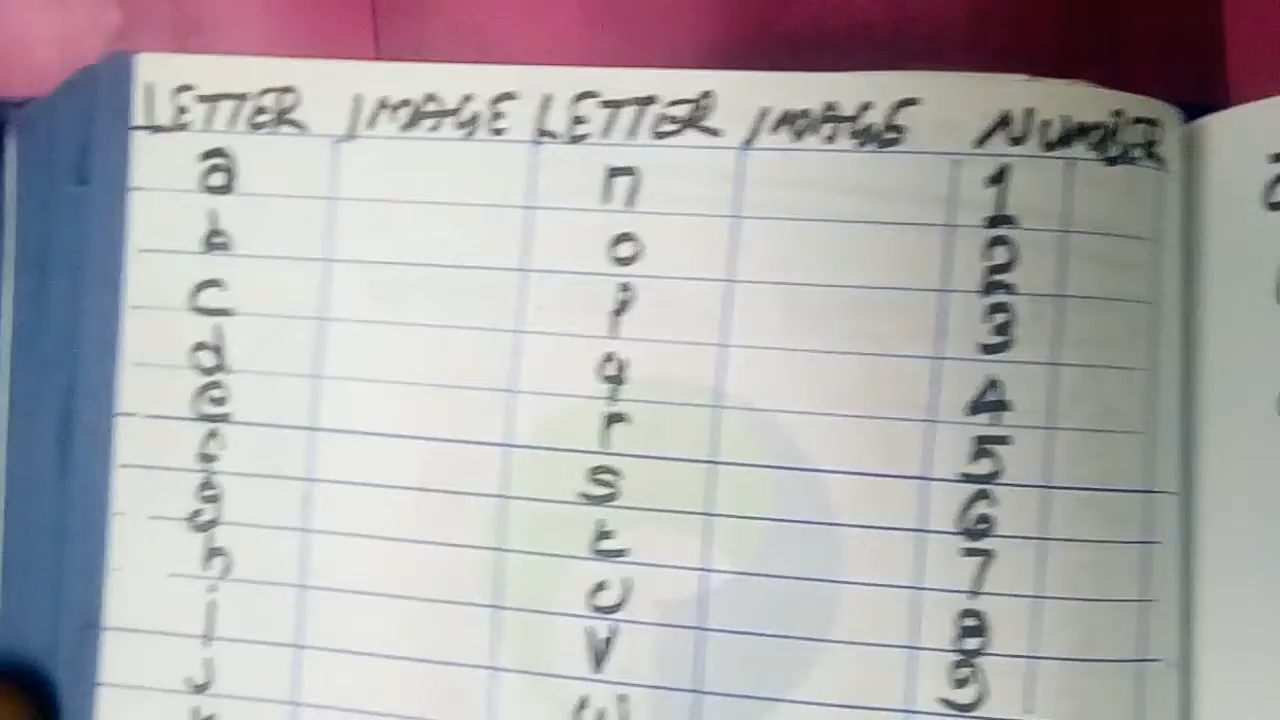 LETTER IMAGE LETTER IMAGE NUMBER
a n 1
b o 2
c p 3
d q 4
e r 5
s 6
g t 7
h u 8
i v 9
j w